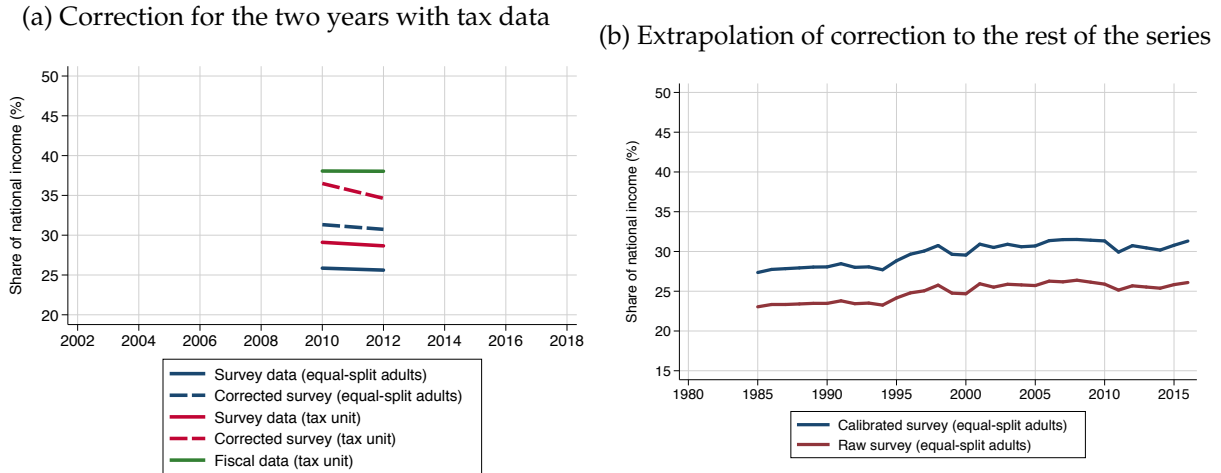 (a) Correction for the two years with tax data
50
45
40
35
30
25
20
Share of national income (%)
2002 2004 2006 2008 2010 2012 2014 2016 2018
Survey data (equal-split adults)
Corrected survey (equal-split adults)
Survey data (tax unit)
Corrected survey (tax unit)
Fiscal data (tax unit)
(b) Extrapolation of correction to the rest of the series
50
45
40
35
30
25
20
15
Share of national income (%)
1980 1985 1990 1995 2000 2005 2010 2015
Calibrated survey (equal-split adults)
Raw survey (equal-split adults)